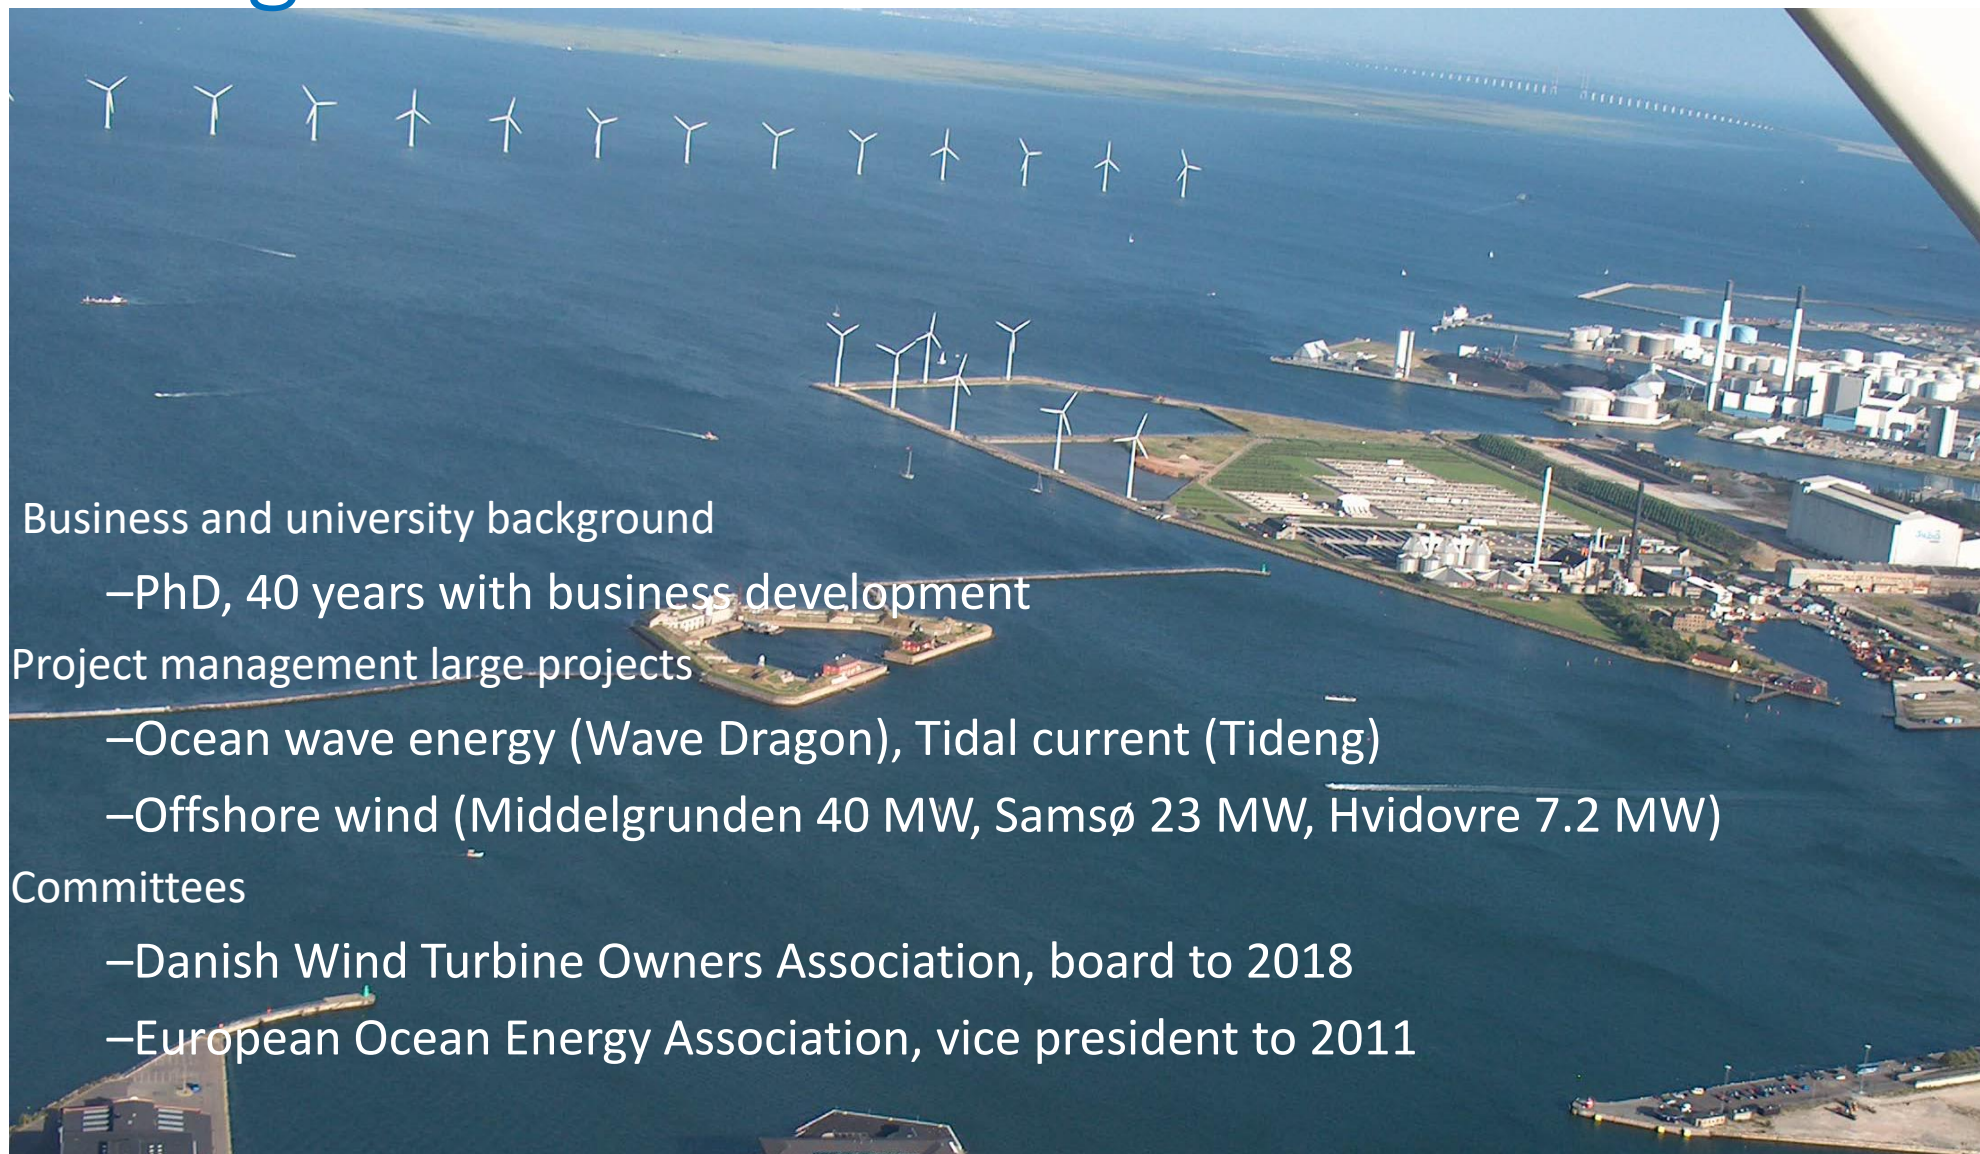 Business and university background
–PhD, 40 years with business development
Project management large projects
–Ocean wave energy (Wave Dragon), Tidal current (Tideng)
–Offshore wind (Middelgrunden 40 MW, Samsø 23 MW, Hvidovre 7.2 MW)
Committees
–Danish Wind Turbine Owners Association, board to 2018
–European Ocean Energy Association, vice president to 2011